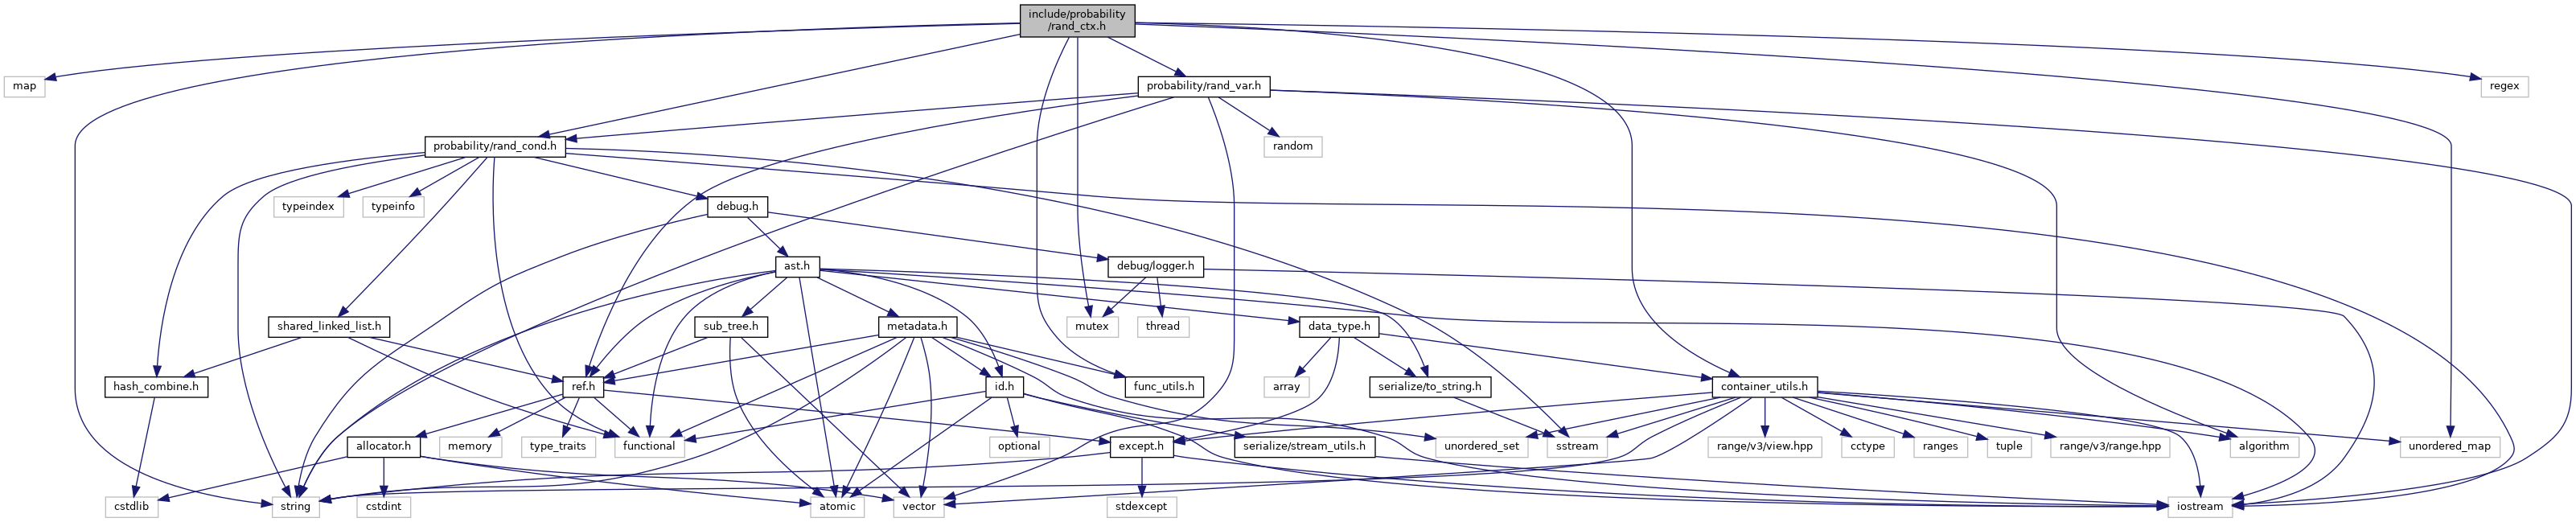 include/probability
/rand_ctx.h
map
probability/rand_var.h
regex
probability/rand_cond.h
random
typeindex
typeinfo
debug.h
ast.h
debug/logger.h
shared_linked_list.h
sub_tree.h
metadata.h
mutex
thread
data_type.h
hash_combine.h
ref.h
id.h
func_utils.h
array
serialize/to_string.h
container_utils.h
allocator.h
memory
type_traits
functional
optional
except.h
serialize/stream_utils.h
unordered_set
sstream
range/v3/view.hpp
cctype
ranges
tuple
range/v3/range.hpp
algorithm
unordered_map
cstdlib
string
cstdint
atomic
vector
stdexcept
iostream